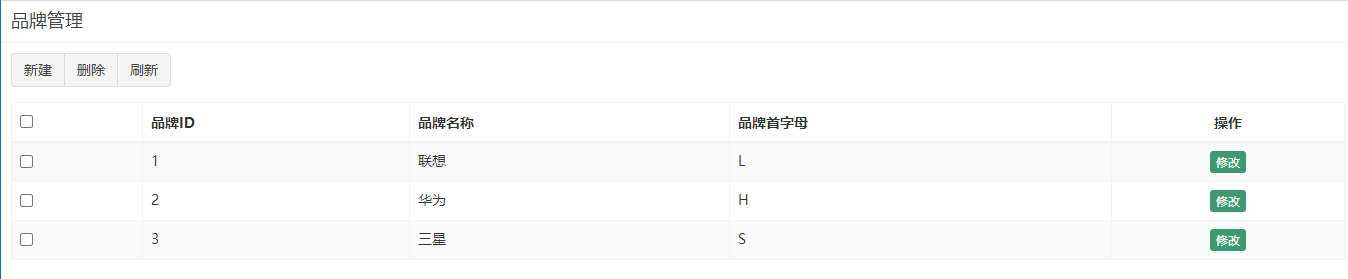 品牌管理
新建 删除 刷新
品牌ID 品牌名称 品牌首字母 操作
1 联想 L 修改
2 华为 H 修改
3 三星 S 修改